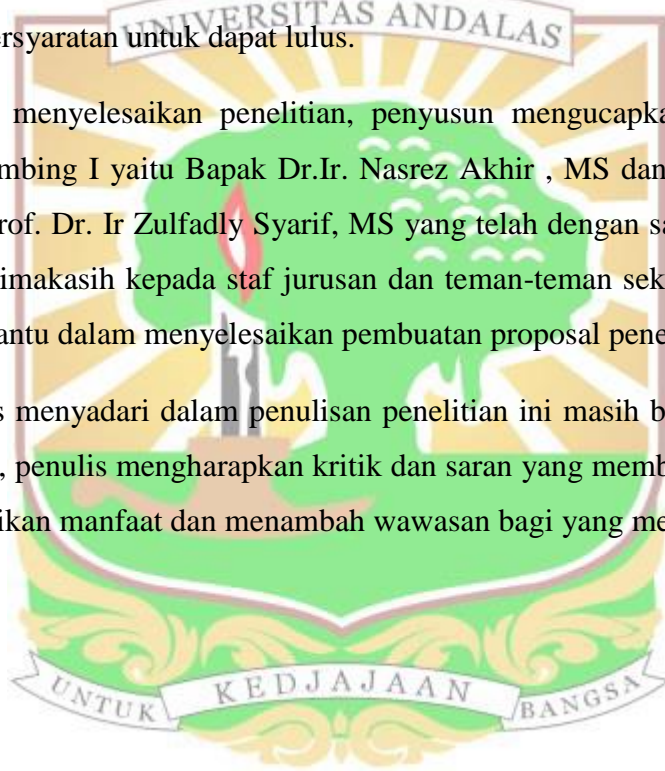 UNIVERSITAS ANDALAS
ersyaratan untuk dapat lulus.
menyelesaikan penelitian, penyusun mengucapka
mbing I yaitu Bapak Dr.Ir. Nasrez Akhir , MS dan
rof. Dr. Ir Zulfadly Syarif, MS yang telah dengan sa
imakasih kepada staf jurusan dan teman-teman sek
antu dalam menyelesaikan pembuatan proposal pene
s menyadari dalam penulisan penelitian ini masih b
, penulis mengharapkan kritik dan saran yang memb
ikan manfaat dan menambah wawasan bagi yang me
UNTUK KEDJAJAAN BANGSA